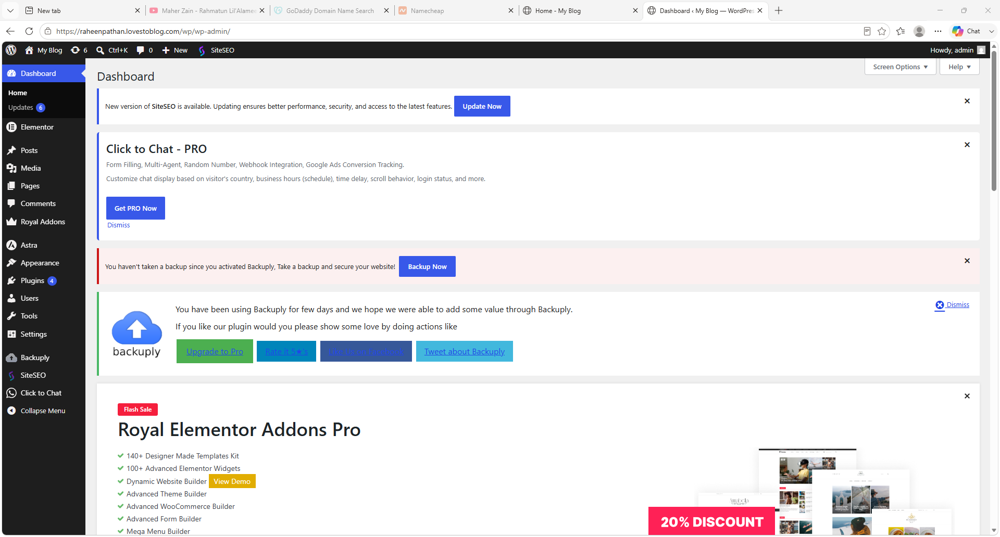 New tab
Maher Zain - Rahmatun Lil'Alamee
GoDaddy Domain Name Search
Namecheap
Home - My Blog
Dashboard ‹ My Blog — WordPres
https://raheenpathan.lovestoblog.com/wp/wp-admin/
Chat
My Blog
6
Ctrl+K
0
New
SiteSEO
Howdy, admin
Dashboard
Home
Updates 6
Elementor
Posts
Media
Pages
Comments
Royal Addons
Astra
Appearance
Plugins 4
Users
Tools
Settings
Backuply
SiteSEO
Click to Chat
Collapse Menu
Screen Options
Help
Dashboard
New version of SiteSEO is available. Updating ensures better performance, security, and access to the latest features. Update Now
Click to Chat - PRO
Form Filling, Multi-Agent, Random Number, Webhook Integration, Google Ads Conversion Tracking.
Customize chat display based on visitor's country, business hours (schedule), time delay, scroll behavior, login status, and more.
Get PRO Now
Dismiss
You haven't taken a backup since you activated Backuply, Take a backup and secure your website! Backup Now
backuply
You have been using Backuply for few days and we hope we were able to add some value through Backuply.
Dismiss
If you like our plugin would you please show some love by doing actions like
Upgrade to Pro
Rate it 5★'s
Like Us on Facebook
Tweet about Backuply
Flash Sale
Royal Elementor Addons Pro
140+ Designer Made Templates Kit
100+ Advanced Elementor Widgets
Dynamic Website Builder View Demo
Advanced Theme Builder
Advanced WooCommerce Builder
Advanced Form Builder
Mega Menu Builder
Annabella
20% DISCOUNT